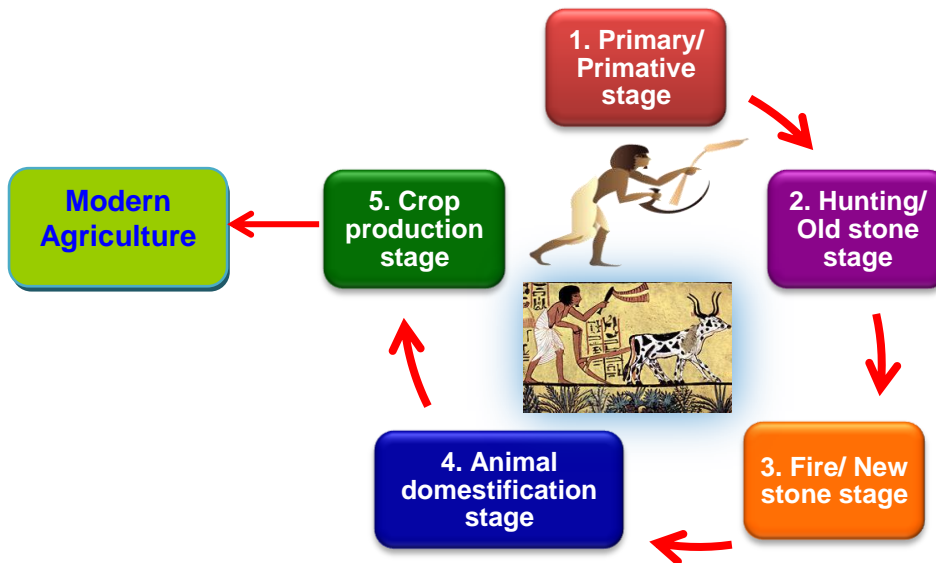 1. Primary/
Primative
stage
2. Hunting/
Old stone
stage
3. Fire/ New
stone stage
4. Animal
domestification
stage
5. Crop
production
stage
Modern
Agriculture